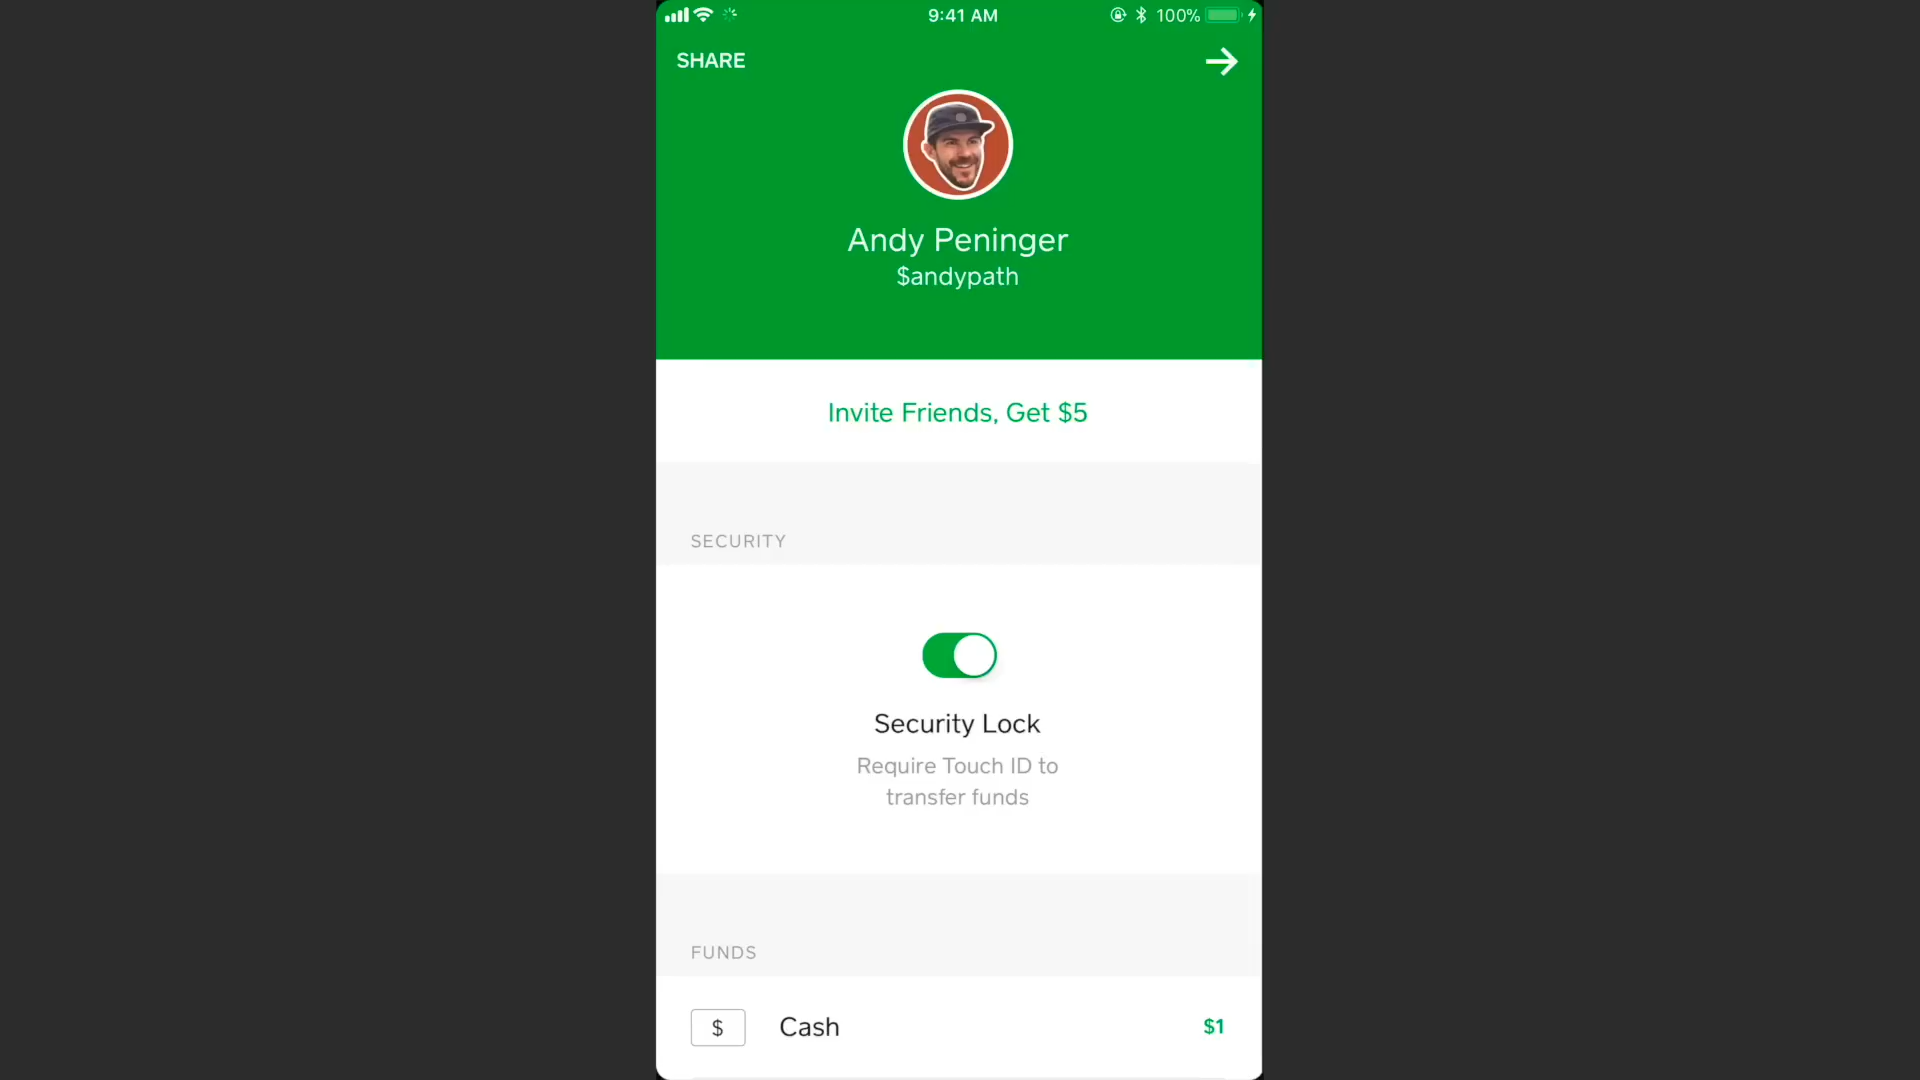 9:41 AM
100%
SHARE
Andy Peninger
$andypath
Invite Friends, Get $5
SECURITY
Security Lock
Require Touch ID to
transfer funds
FUNDS
$ Cash $1